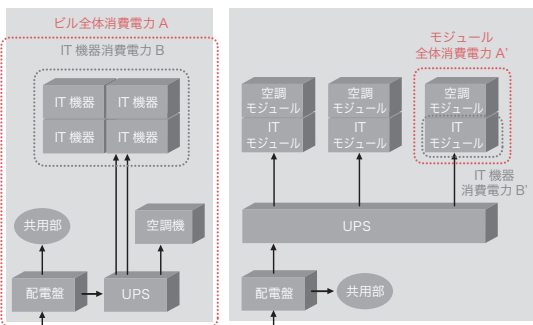 ビル全体消費電力 A
IT 機器消費電力 B
IT 機器
IT 機器
IT 機器
IT 機器
共用部
空調機
配電盤
UPS
モジュール
全体消費電力 A’
空調
モジュール
IT
モジュール
空調
モジュール
IT
モジュール
空調
モジュール
IT
モジュール
IT 機器
消費電力 B’
UPS
配電盤
共用部